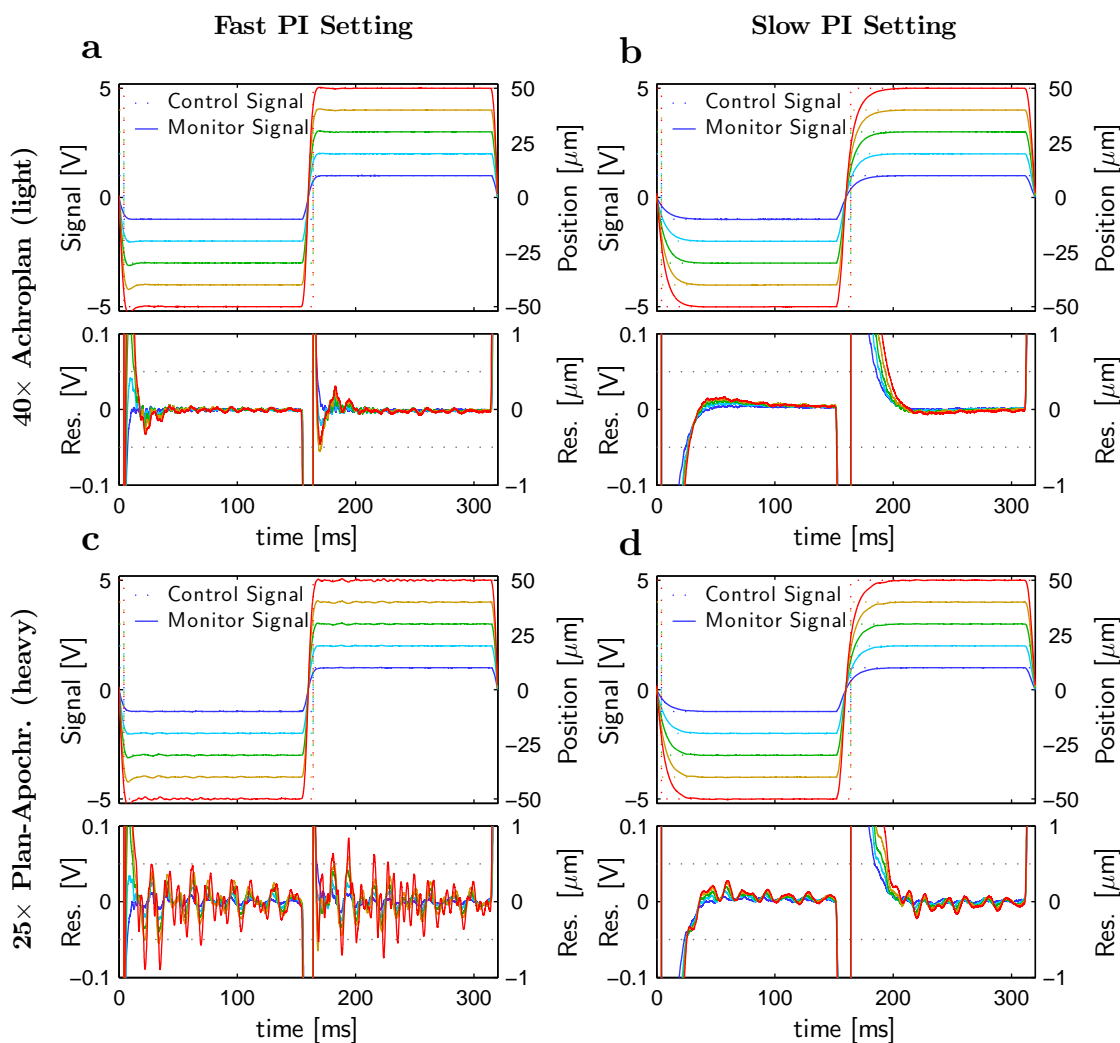 Fast PI Setting
Slow PI Setting
40× Achroplan (light)
25× Plan-Apochr. (heavy)
a
Control Signal
Monitor Signal
Signal [V]
5
0
−5
Position [μm]
50
25
0
−25
−50
Res. [V]
0.1
0
−0.1
Res. [μm]
1
0
−1
0
100
200
300
time [ms]
b
Control Signal
Monitor Signal
Signal [V]
5
0
−5
Position [μm]
50
25
0
−25
−50
Res. [V]
0.1
0
−0.1
Res. [μm]
1
0
−1
0
100
200
300
time [ms]
c
Control Signal
Monitor Signal
Signal [V]
5
0
−5
Position [μm]
50
25
0
−25
−50
Res. [V]
0.1
0
−0.1
Res. [μm]
1
0
−1
0
100
200
300
time [ms]
d
Control Signal
Monitor Signal
Signal [V]
5
0
−5
Position [μm]
50
25
0
−25
−50
Res. [V]
0.1
0
−0.1
Res. [μm]
1
0
−1
0
100
200
300
time [ms]